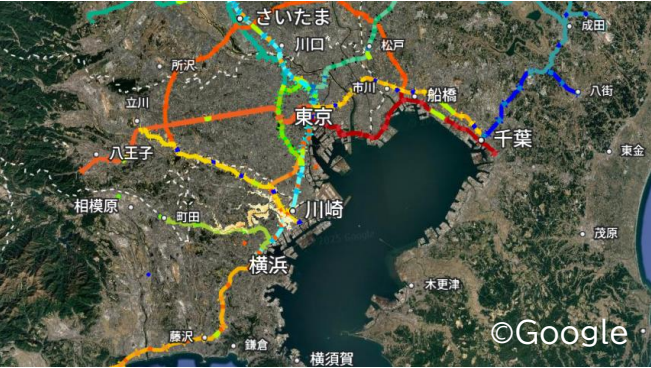 さいたま
成田
川口
松戸
所沢
市川
船橋
八街
立川
東京
千葉
八王子
東金
相模原
町田
川崎
茂原
横浜
木更津
©Google
藤沢
鎌倉
横須賀